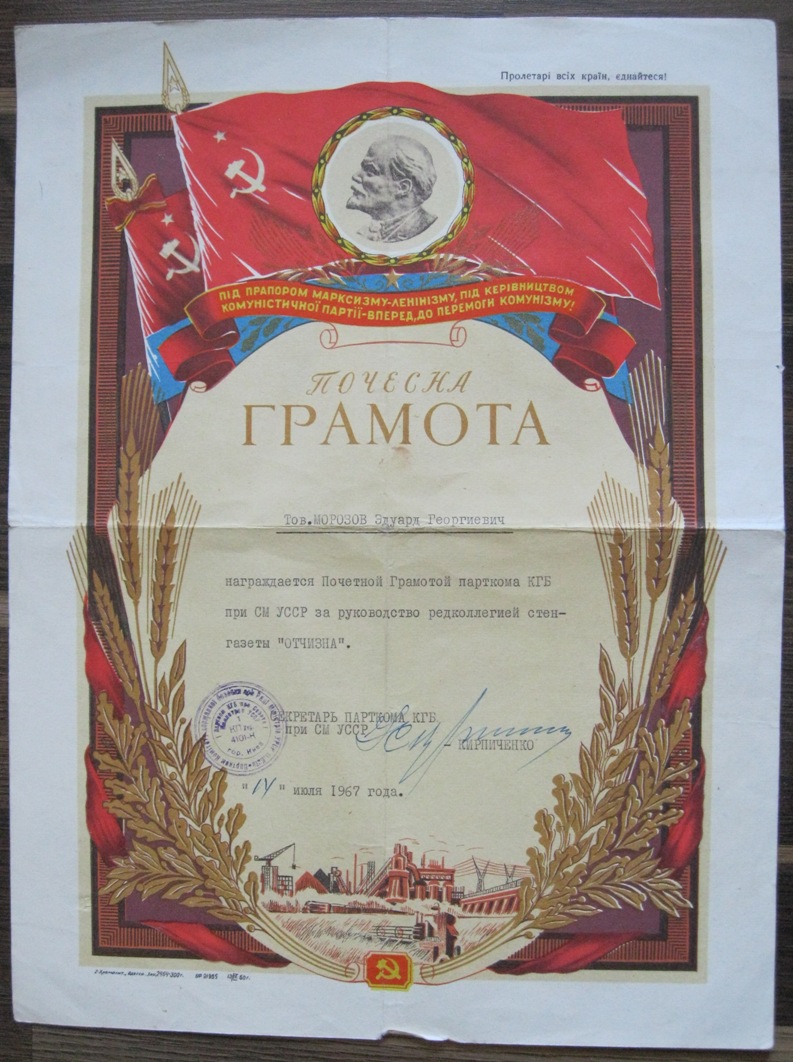 Пролетарі всіх країн, єднайтеся!
ПІД ПРАПОРОМ МАРКСИЗМУ-ЛЕНІНІЗМУ, ПІД КЕРІВНИЦТВОМ
КОМУНІСТИЧНОЇ ПАРТІЇ-ВПЕРЕД, ДО ПЕРЕМОГИ КОМУНІЗМУ!
ПОЧЕСНА
ГРАМОТА
Тов.МОРОЗОВ Эдуард Георгиевич
награждается Почетной Грамотой парткома КГБ
при СМ УССР за руководство редколлегией стен-
газеты "ОТЧИЗНА".
СЕКРЕТАРЬ ПАРТКОМА КГБ
при СМ УССР
- КИРПИЧЕНКО
" IV " июля 1967 года.